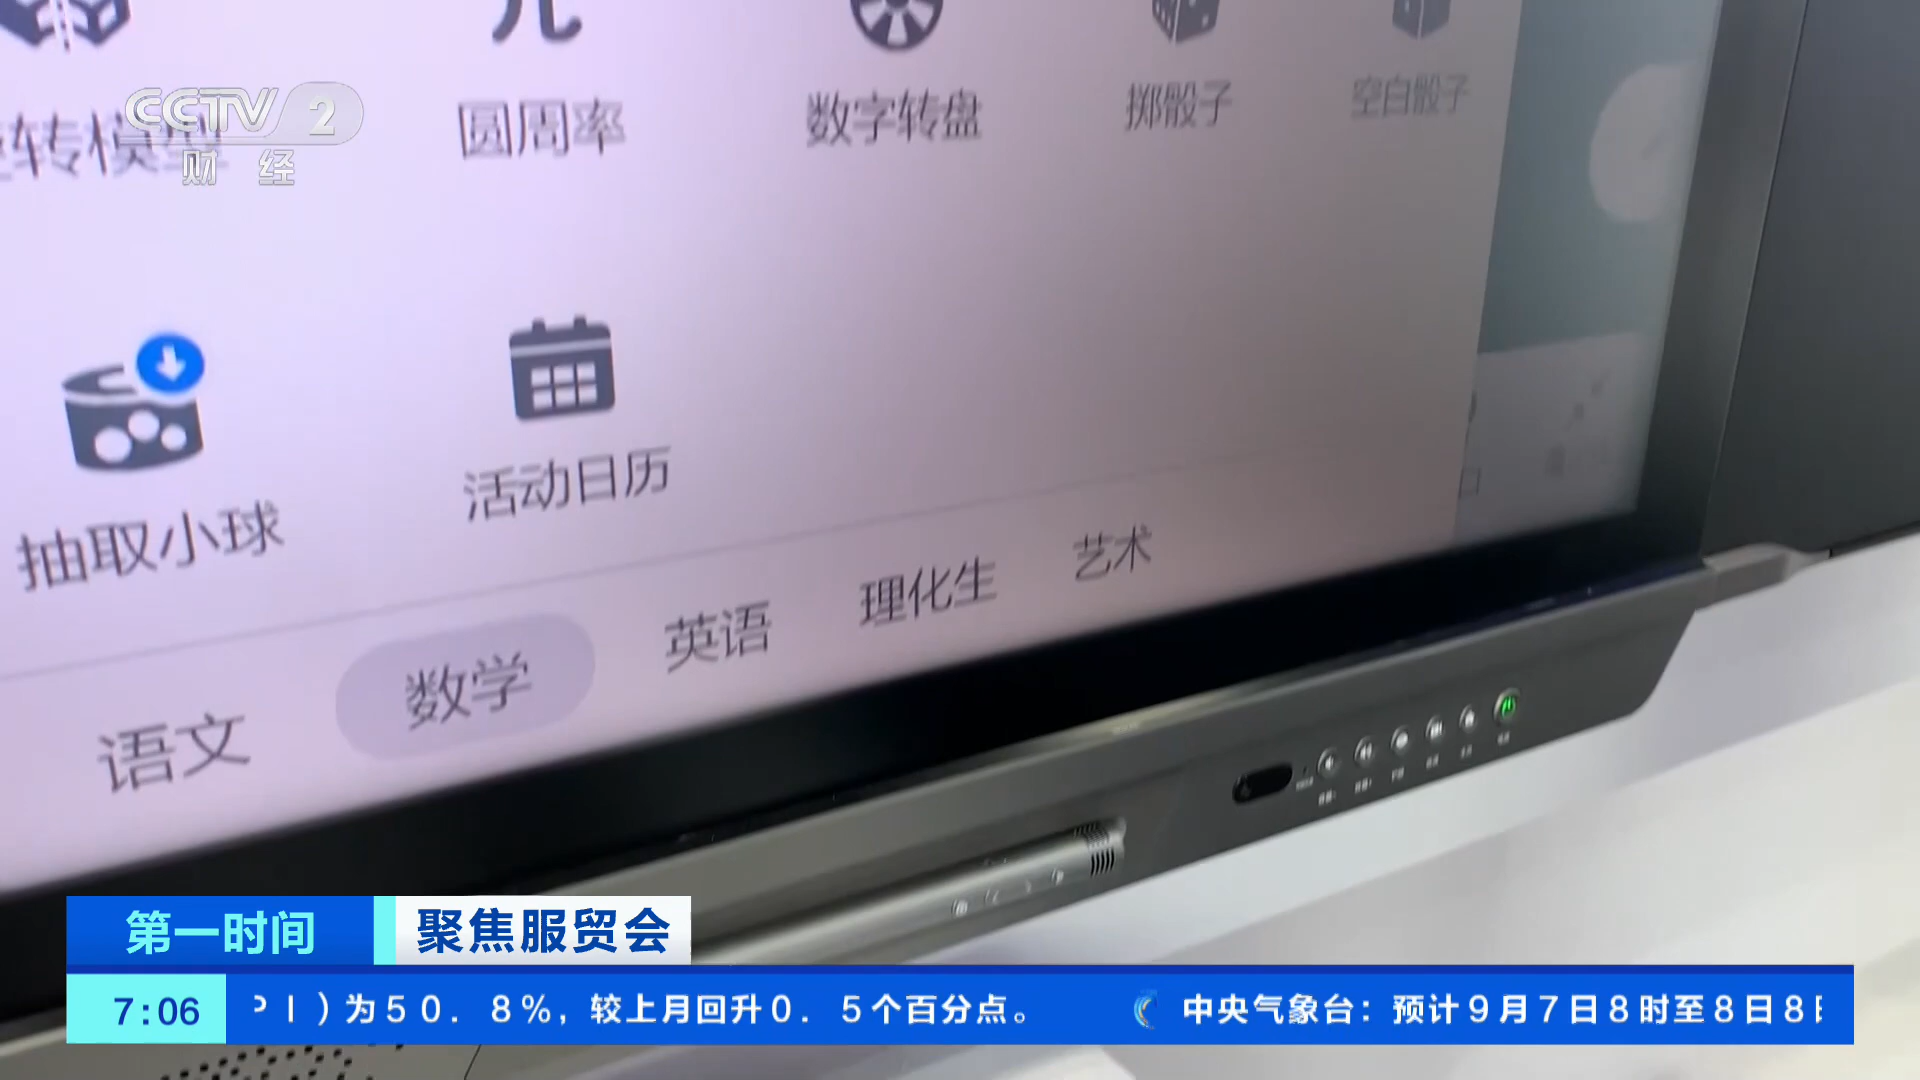 CCTV 2
财 经
转模型
圆周率
数字转盘
掷骰子
空白骰子
抽取小球
活动日历
语文
数学
英语
理化生
艺术
第一时间
聚焦服贸会
7:06
PI）为50．8%，较上月回升0．5个百分点。
中央气象台：预计9月7日8时至8日8